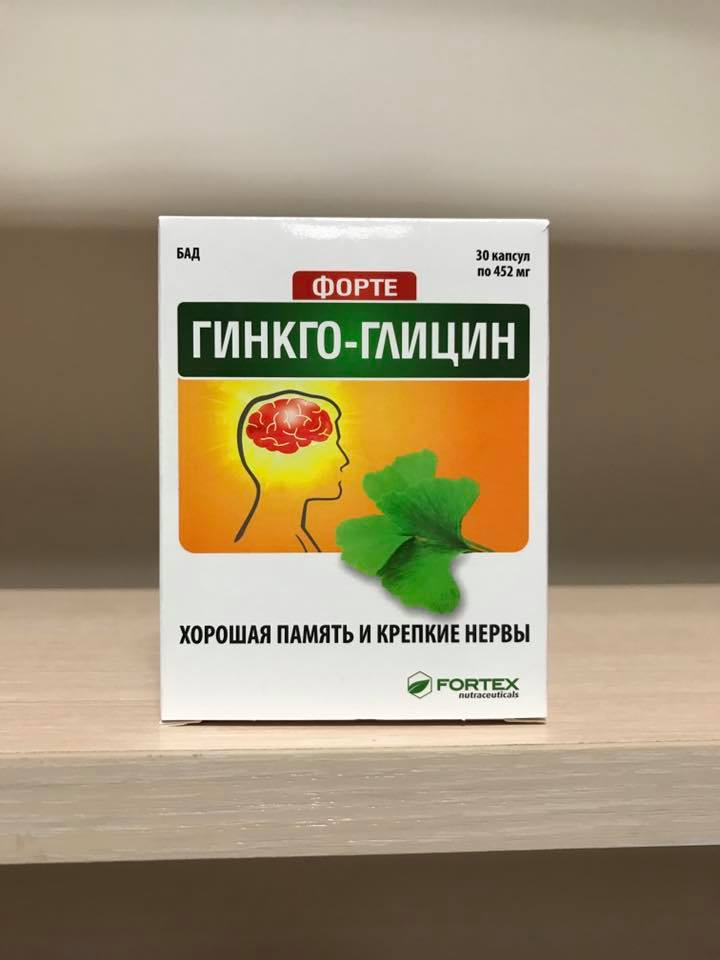 БАД
30 капсул
по 452 мг
ФОРТЕ
ГИНКГО-ГЛИЦИН
ХОРОШАЯ ПАМЯТЬ И КРЕПКИЕ НЕРВЫ
FORTEX
nutraceuticals